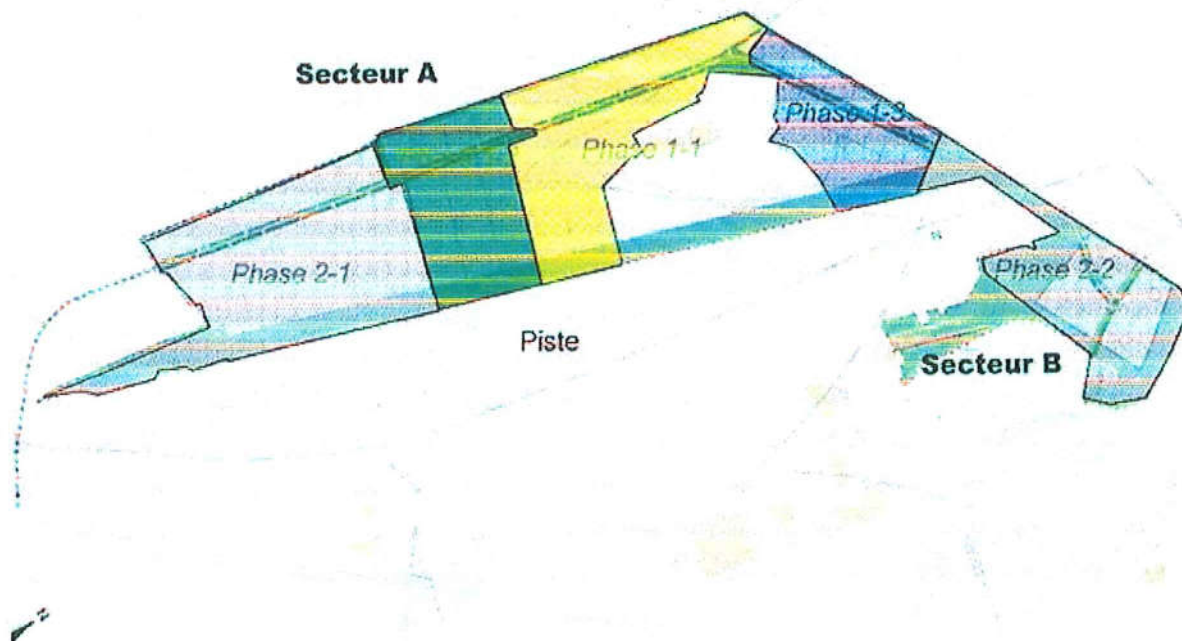 Secteur A
Phase 1-3
Phase 1-1
Phase 2-1
Phase 2-2
Piste
Secteur B
N